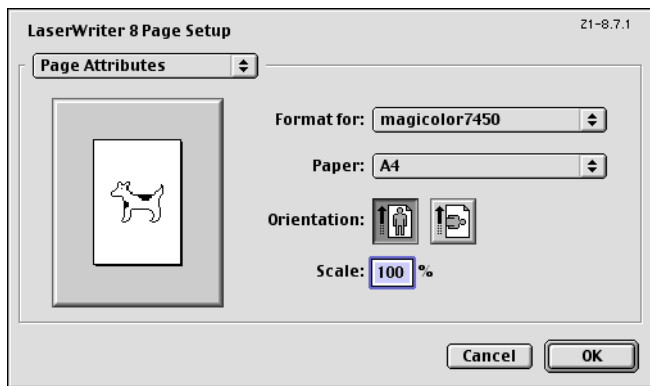 LaserWriter 8 Page Setup
Z1-8.7.1
Page Attributes
Format for: magicolor7450
Paper: A4
Orientation:
Scale: 100 %
Cancel OK